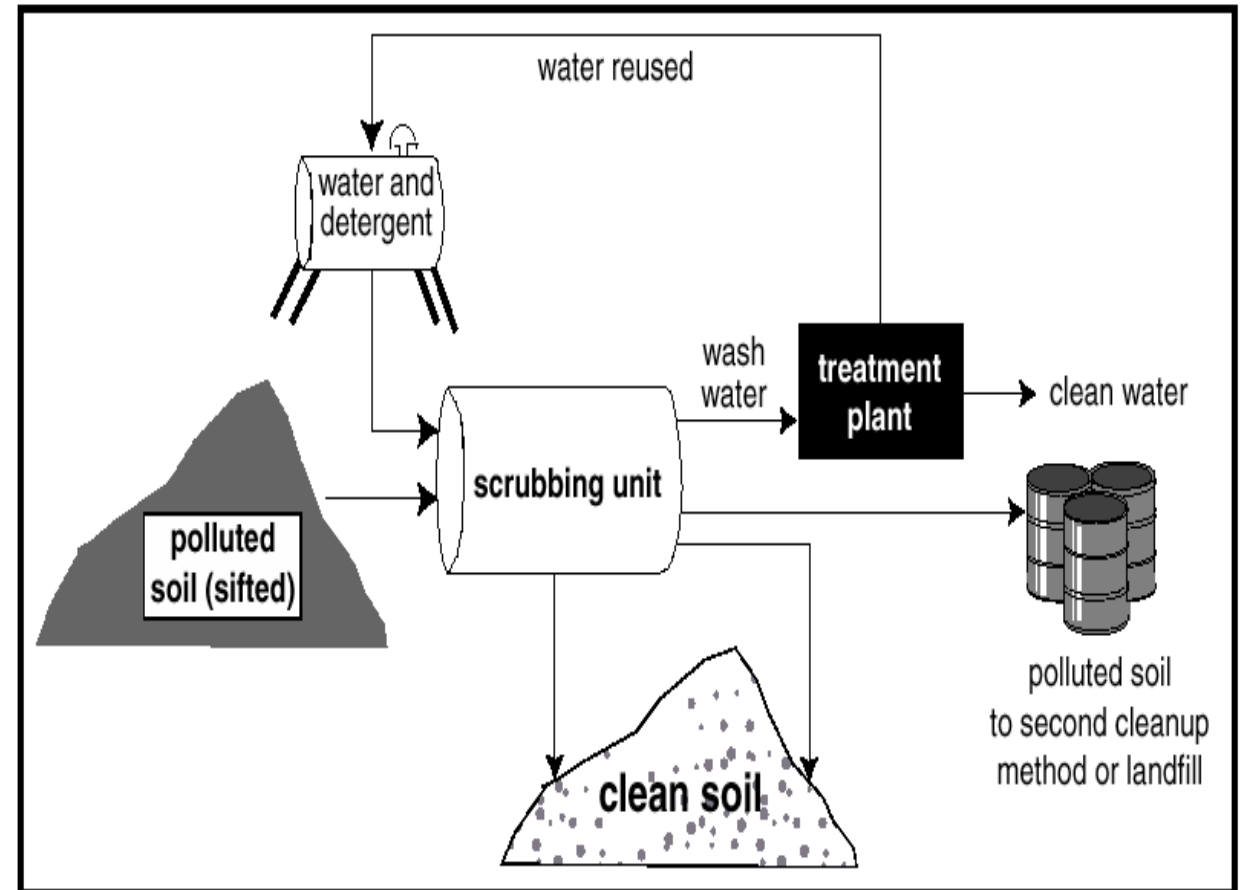 water reused
water and
detergent
wash
water
treatment
plant
clean water
scrubbing unit
polluted
soil (sifted)
polluted soil
to second cleanup
method or landfill
clean soil